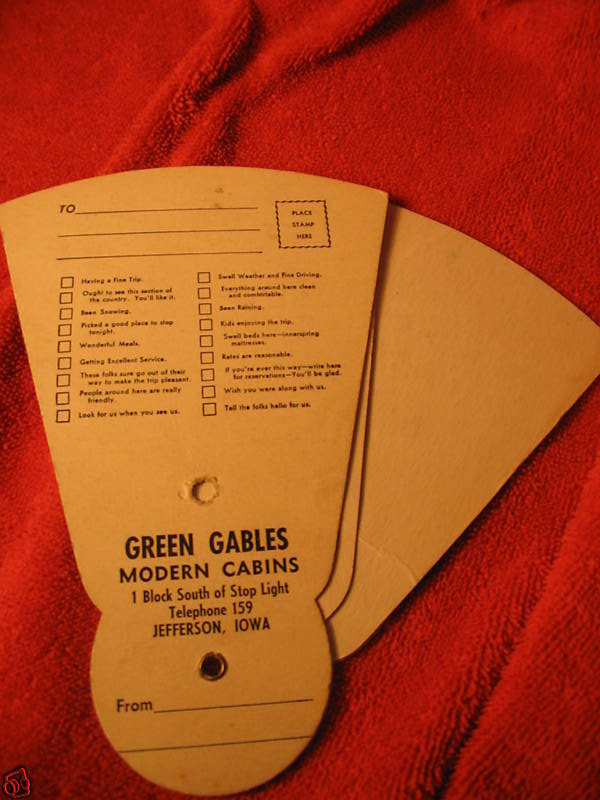 TO
PLACE
STAMP
HERE
Having a Fine Trip.
Ought to see this section of
the country. You'll like it.
Been Snowing.
Picked a good place to stop
tonight.
Wonderful Meals.
Getting Excellent Service.
These folks sure go out of their
way to make the trip pleasant.
People around here are really
friendly.
Look for us when you see us.
Swell Weather and Fine Driving.
Everything around here clean
and comfortable.
Been Raining.
Kids enjoying the trip.
Swell beds here—innerspring
mattresses.
Rates are reasonable.
If you're ever this way—write here
for reservations—You'll be glad.
Wish you were along with us.
Tell the folks hello for us.
GREEN GABLES
MODERN CABINS
1 Block South of Stop Light
Telephone 159
JEFFERSON, IOWA
From